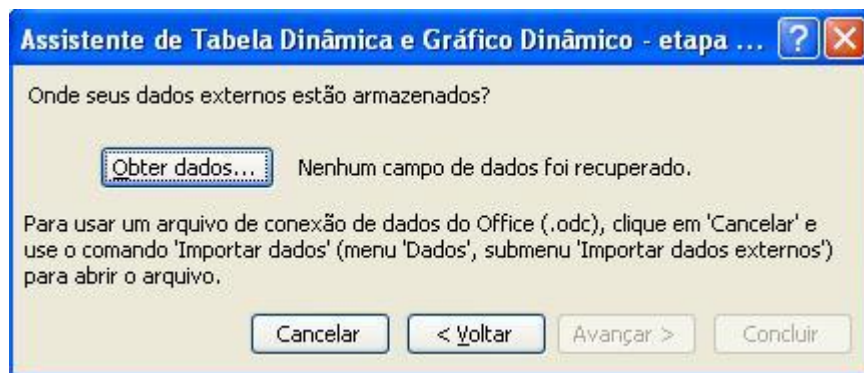 Assistente de Tabela Dinâmica e Gráfico Dinâmico - etapa ...
Onde seus dados externos estão armazenados?
Obter dados... Nenhum campo de dados foi recuperado.
Para usar um arquivo de conexão de dados do Office (.odc), clique em 'Cancelar' e
use o comando 'Importar dados' (menu 'Dados', submenu 'Importar dados externos')
para abrir o arquivo.
Cancelar < Voltar Avançar > Concluir